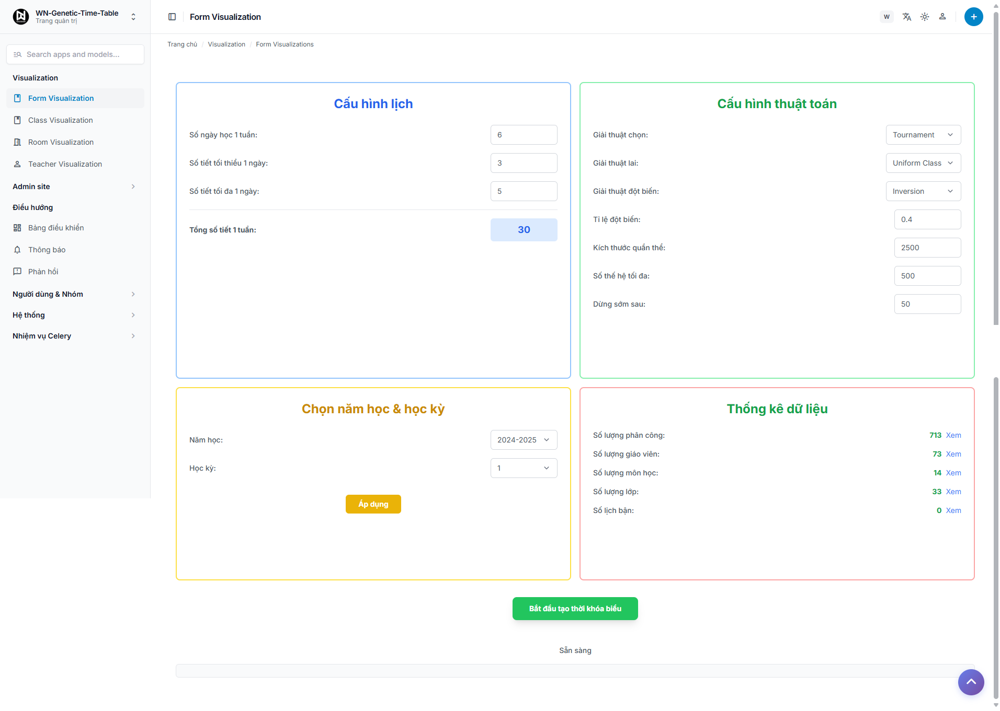 WN-Genetic-Time-Table
Trang quản trị
Search apps and models...
Visualization
Form Visualization
Class Visualization
Room Visualization
Teacher Visualization
Admin site
Điều hướng
Bảng điều khiển
Thông báo
Phản hồi
Người dùng & Nhóm
Hệ thống
Nhiệm vụ Celery
Form Visualization
W
Trang chủ / Visualization / Form Visualizations
Cấu hình lịch
Số ngày học 1 tuần: 6
Số tiết tối thiểu 1 ngày: 3
Số tiết tối đa 1 ngày: 5
Tổng số tiết 1 tuần: 30
Cấu hình thuật toán
Giải thuật chọn: Tournament
Giải thuật lai: Uniform Class
Giải thuật đột biến: Inversion
Tỉ lệ đột biến: 0.4
Kích thước quần thể: 2500
Số thế hệ tối đa: 500
Dừng sớm sau: 50
Chọn năm học & học kỳ
Năm học: 2024-2025
Học kỳ: 1
Áp dụng
Thống kê dữ liệu
Số lượng phân công: 713 Xem
Số lượng giáo viên: 73 Xem
Số lượng môn học: 14 Xem
Số lượng lớp: 33 Xem
Số lịch bận: 0 Xem
Bắt đầu tạo thời khóa biểu
Sẵn sàng